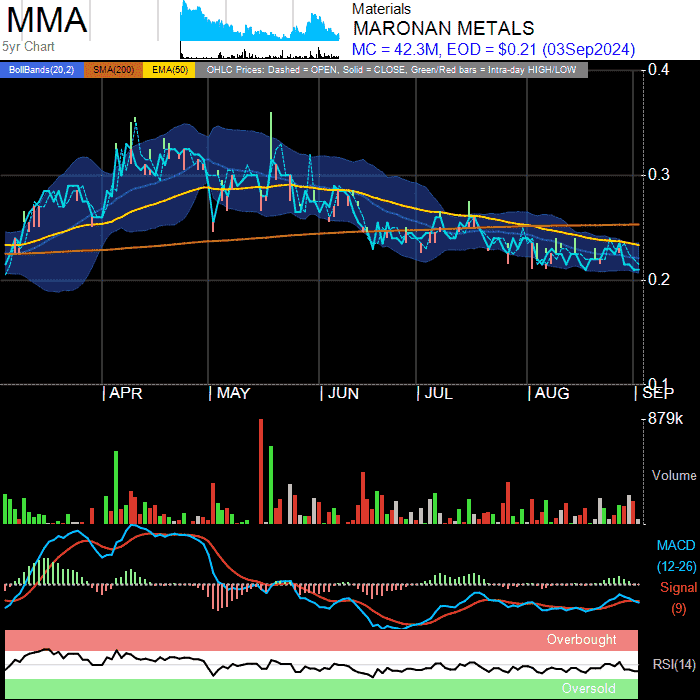 MMA
5yr Chart
Materials
MARONAN METALS
MC = 42.3M, EOD = $0.21 (03Sep2024)
BollBands(20,2) SMA(200) EMA(50) OHLC Prices: Dashed = OPEN, Solid = CLOSE, Green/Red bars = Intra-day HIGH/LOW
0.4
0.3
0.2
0.1
APR MAY JUN JUL AUG SEP
879k
Volume
MACD
(12-26)
Signal
(9)
Overbought
RSI(14)
Oversold